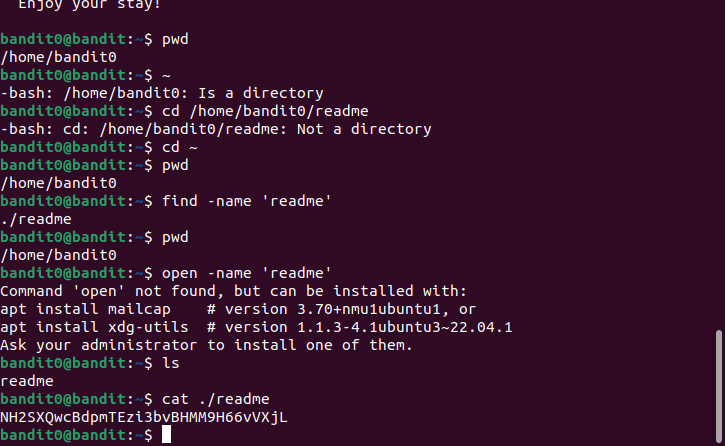 Enjoy your stay!
bandit0@bandit:~$ pwd
/home/bandit0
bandit0@bandit:~$ ~
-bash: /home/bandit0: Is a directory
bandit0@bandit:~$ cd /home/bandit0/readme
-bash: cd: /home/bandit0/readme: Not a directory
bandit0@bandit:~$ cd ~
bandit0@bandit:~$ pwd
/home/bandit0
bandit0@bandit:~$ find -name 'readme'
./readme
bandit0@bandit:~$ pwd
/home/bandit0
bandit0@bandit:~$ open -name 'readme'
Command 'open' not found, but can be installed with:
apt install mailcap    # version 3.70+nmu1ubuntu1, or
apt install xdg-utils  # version 1.1.3-4.1ubuntu3~22.04.1
Ask your administrator to install one of them.
bandit0@bandit:~$ ls
readme
bandit0@bandit:~$ cat ./readme
NH2SXQwcBdpmTEzi3bvBHMM9H66vVXjL
bandit0@bandit:~$